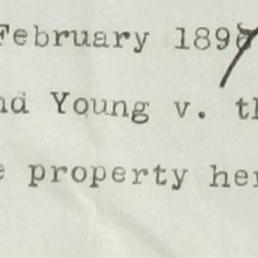 February 189
nd Young v. th
e property her